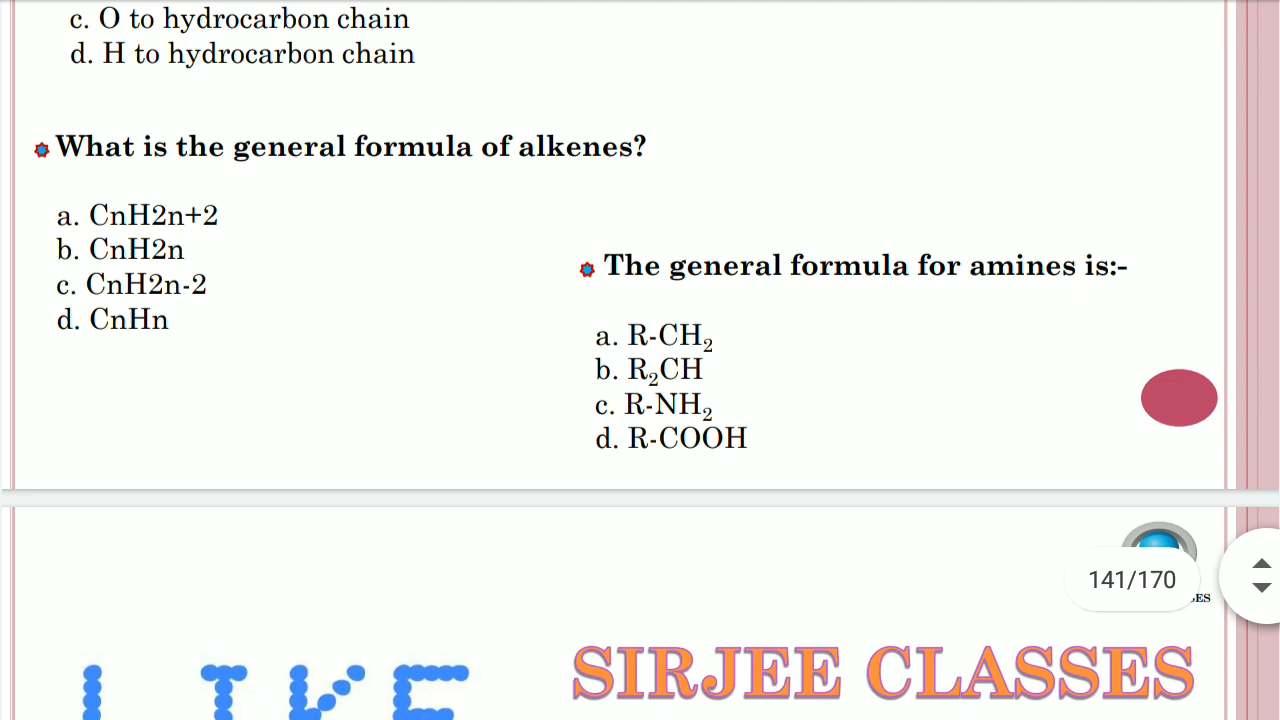 c. O to hydrocarbon chain
d. H to hydrocarbon chain
What is the general formula of alkenes?
a. CnH2n+2
b. CnH2n
c. CnH2n-2
d. CnHn
The general formula for amines is:-
a. R-CH₂
b. R₂CH
c. R-NH₂
d. R-COOH
141/170
SIRJEE CLASSES